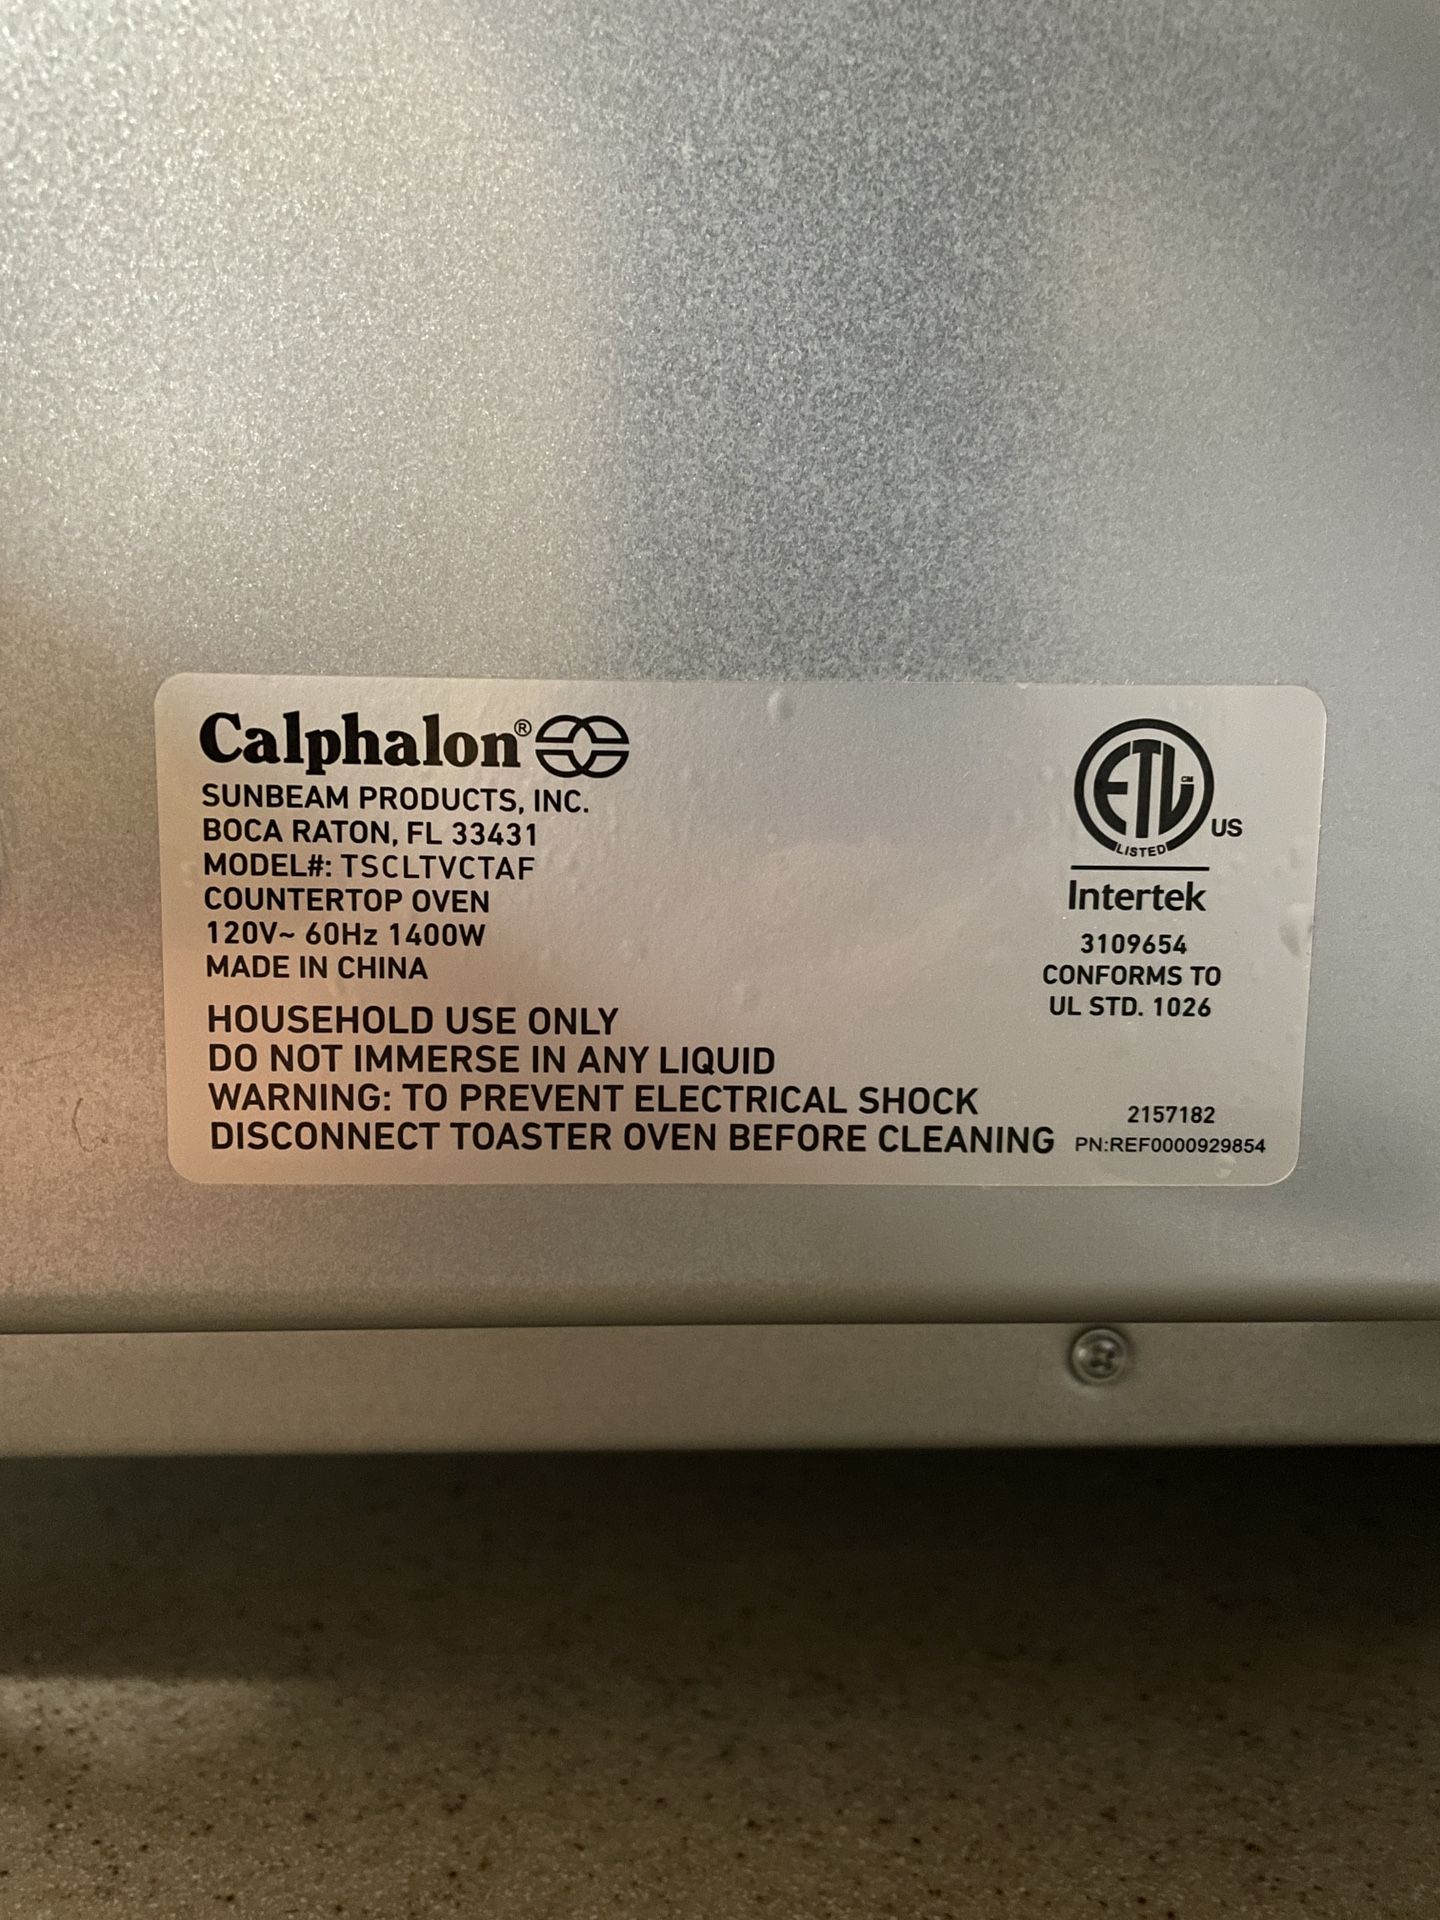 Calphalon®
SUNBEAM PRODUCTS, INC.
BOCA RATON, FL 33431
MODEL#: TSCLTVCTAF
COUNTERTOP OVEN
120V~ 60Hz 1400W
MADE IN CHINA
HOUSEHOLD USE ONLY
DO NOT IMMERSE IN ANY LIQUID
WARNING: TO PREVENT ELECTRICAL SHOCK
DISCONNECT TOASTER OVEN BEFORE CLEANING
ETL
CM
US
LISTED
Intertek
3109654
CONFORMS TO
UL STD. 1026
2157182
PN:REF0000929854